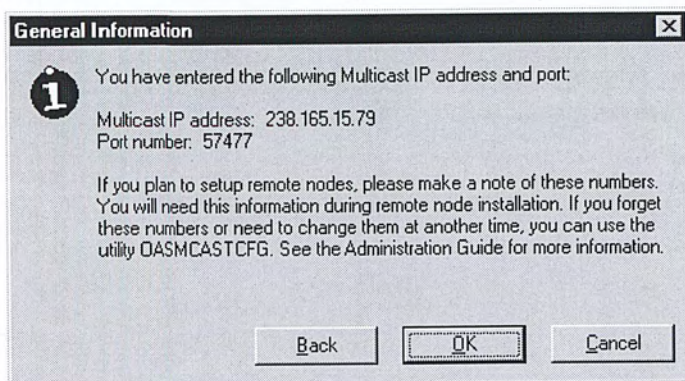 General Information
You have entered the following Multicast IP address and port:
Multicast IP address: 238.165.15.79
Port number: 57477
If you plan to setup remote nodes, please make a note of these numbers.
You will need this information during remote node installation. If you forget
these numbers or need to change them at another time, you can use the
utility OASMCASTCFG. See the Administration Guide for more information.
Back OK Cancel